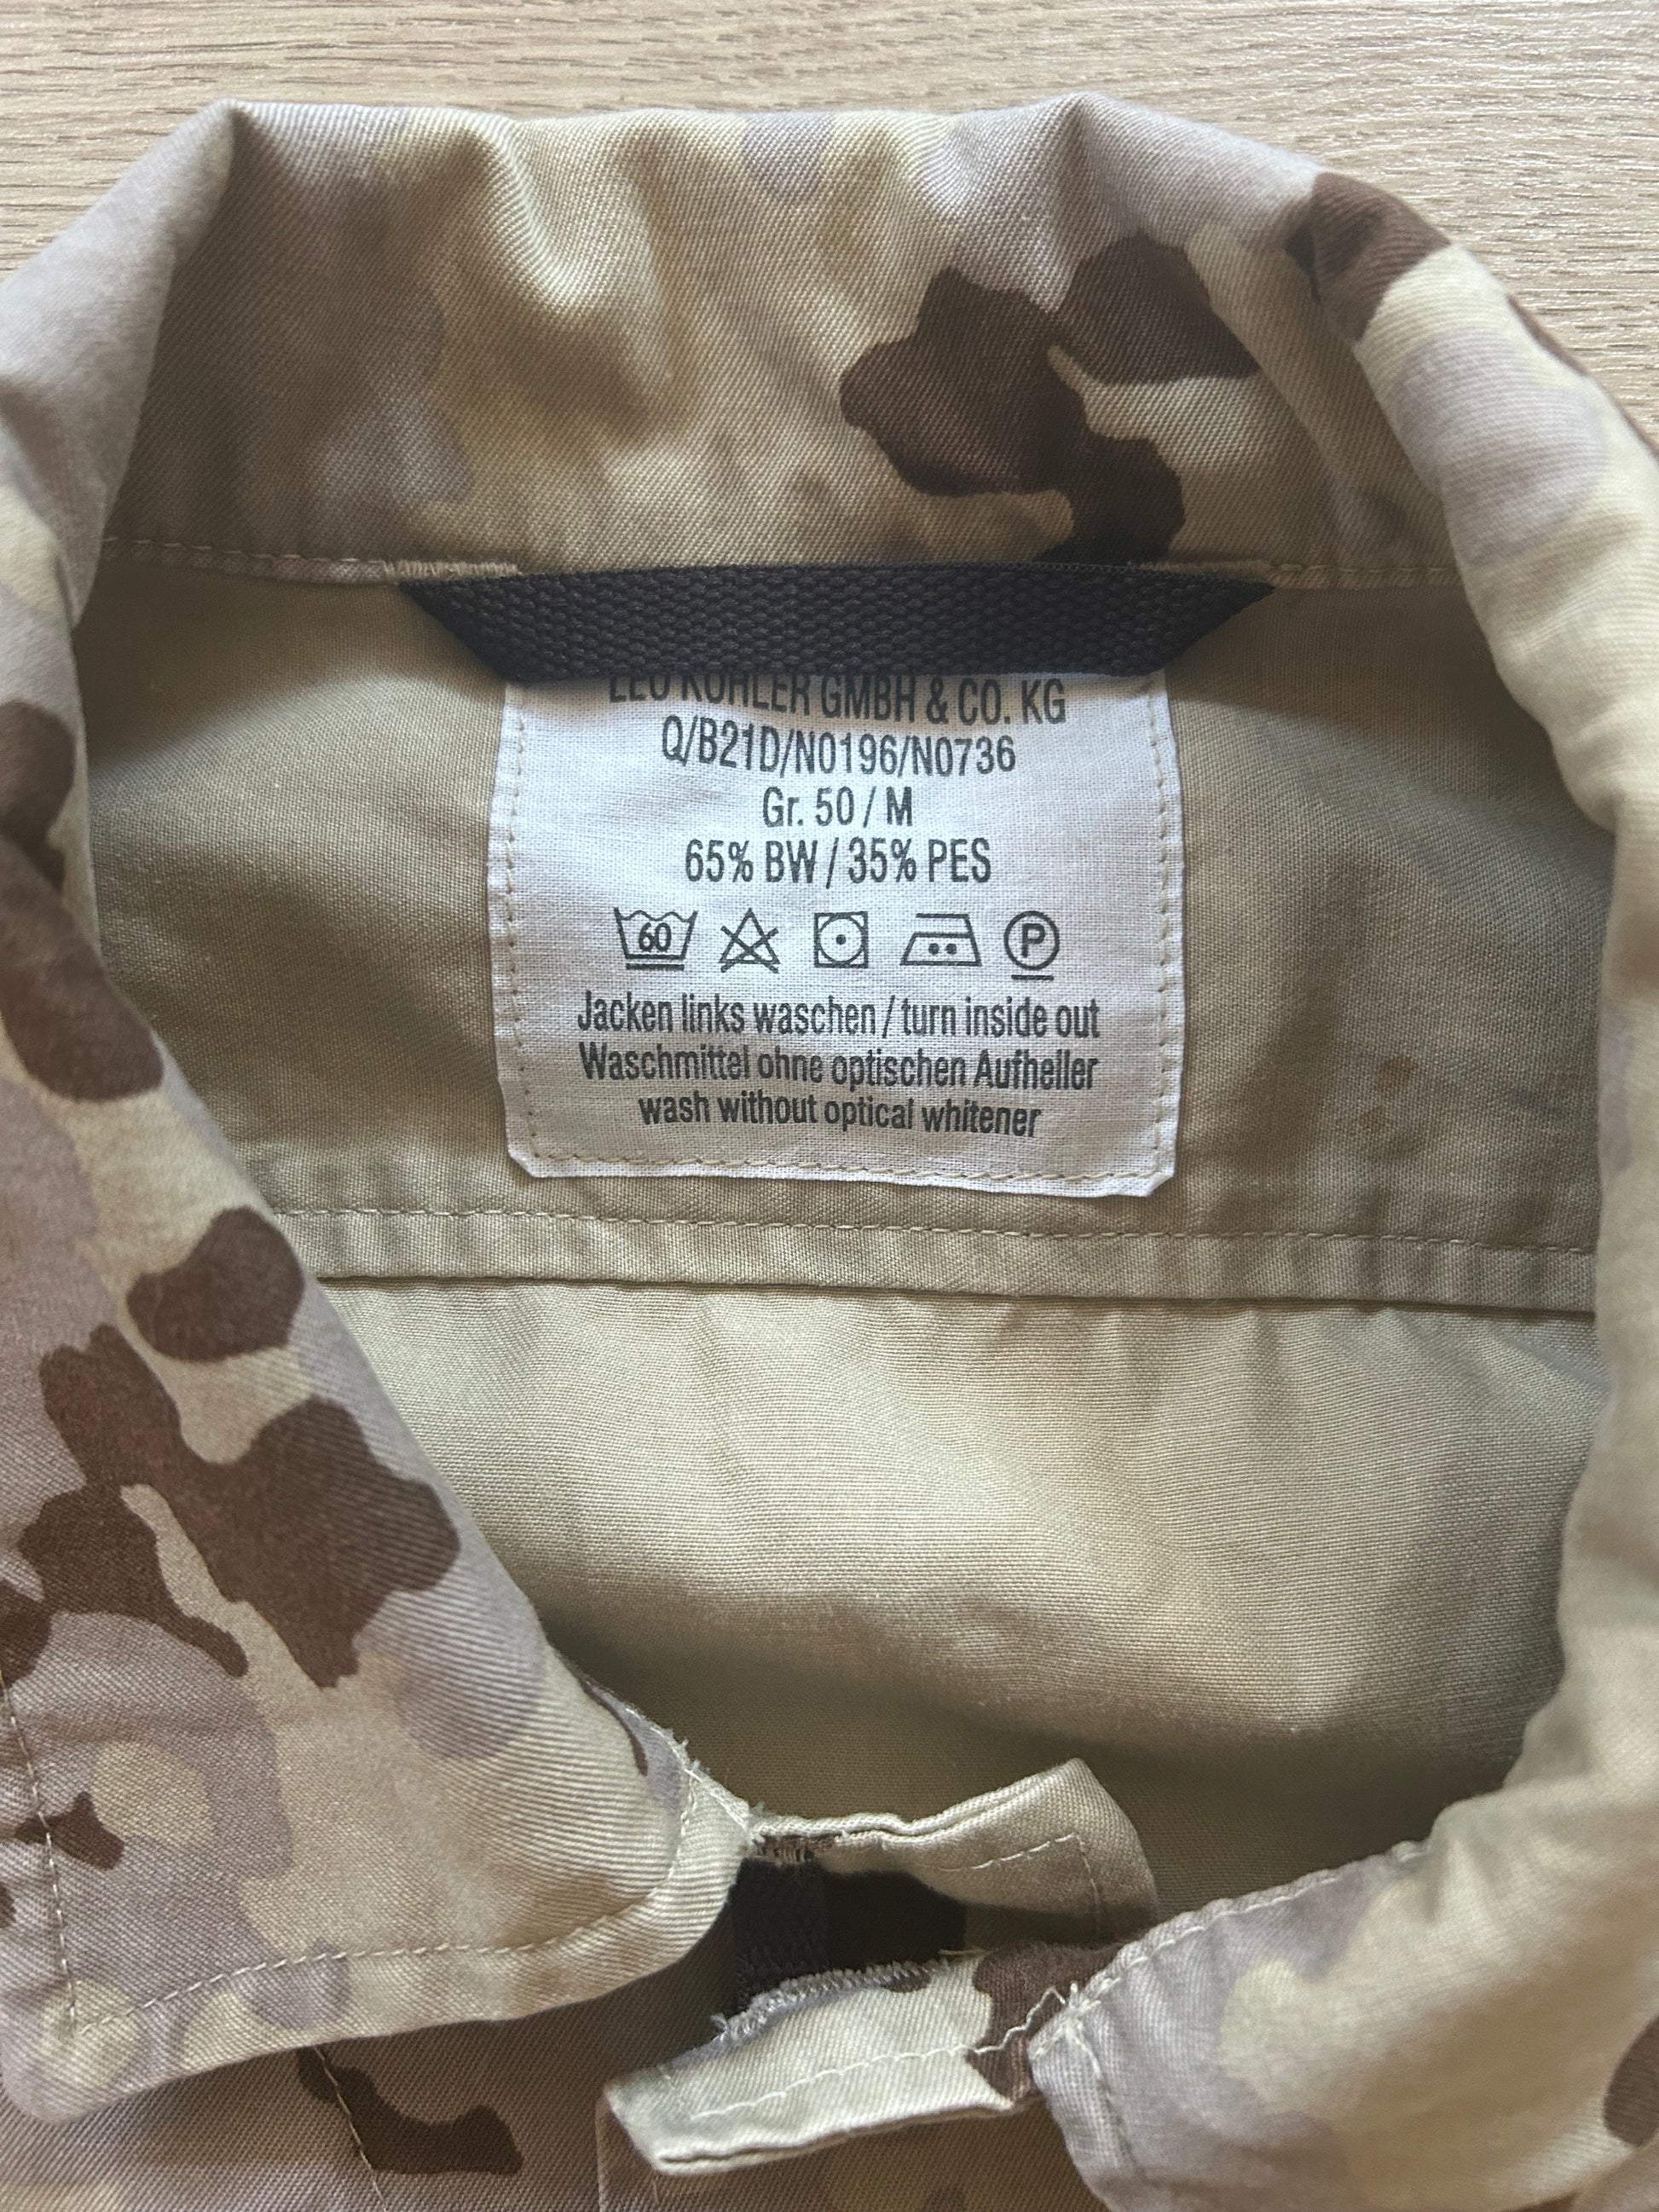 LEO KÖHLER GMBH & CO. KG
Q/B21D/N0196/N0736
Gr. 50 / M
65% BW / 35% PES
60 P
Jacken links waschen / turn inside out
Waschmittel ohne optischen Aufheller
wash without optical whitener